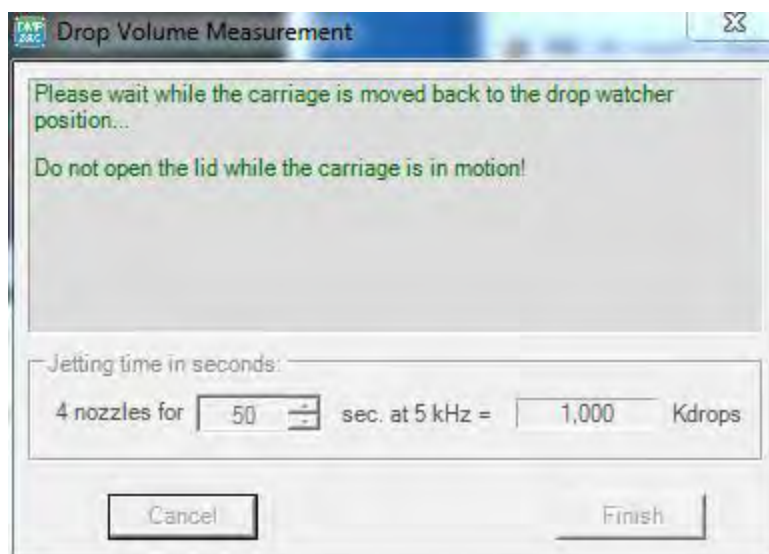 Drop Volume Measurement
Please wait while the carriage is moved back to the drop watcher
position...
Do not open the lid while the carriage is in motion!
Jetting time in seconds:
4 nozzles for 50 sec. at 5 kHz = 1,000 Kdrops
Cancel Finish